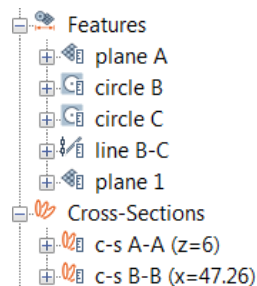 Features
plane A
circle B
circle C
line B-C
plane 1
Cross-Sections
c-s A-A (z=6)
c-s B-B (x=47.26)